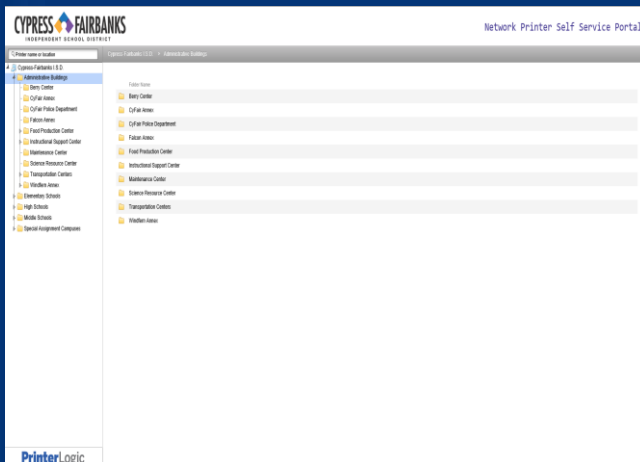 CYPRESS FAIRBANKS
INDEPENDENT SCHOOL DISTRICT
Network Printer Self Service Portal
Printer name or location
Cypress-Fairbanks I.S.D. Administrative Buildings
Cypress-Fairbanks I.S.D.
Administrative Buildings
Berry Center
CyFair Annex
CyFair Police Department
Falcon Annex
Food Production Center
Instructional Support Center
Maintenance Center
Science Resource Center
Transportation Centers
Windfern Annex
Elementary Schools
High Schools
Middle Schools
Special Assignment Campuses
Folder Name
Berry Center
CyFair Annex
CyFair Police Department
Falcon Annex
Food Production Center
Instructional Support Center
Maintenance Center
Science Resource Center
Transportation Centers
Windfern Annex
PrinterLogic